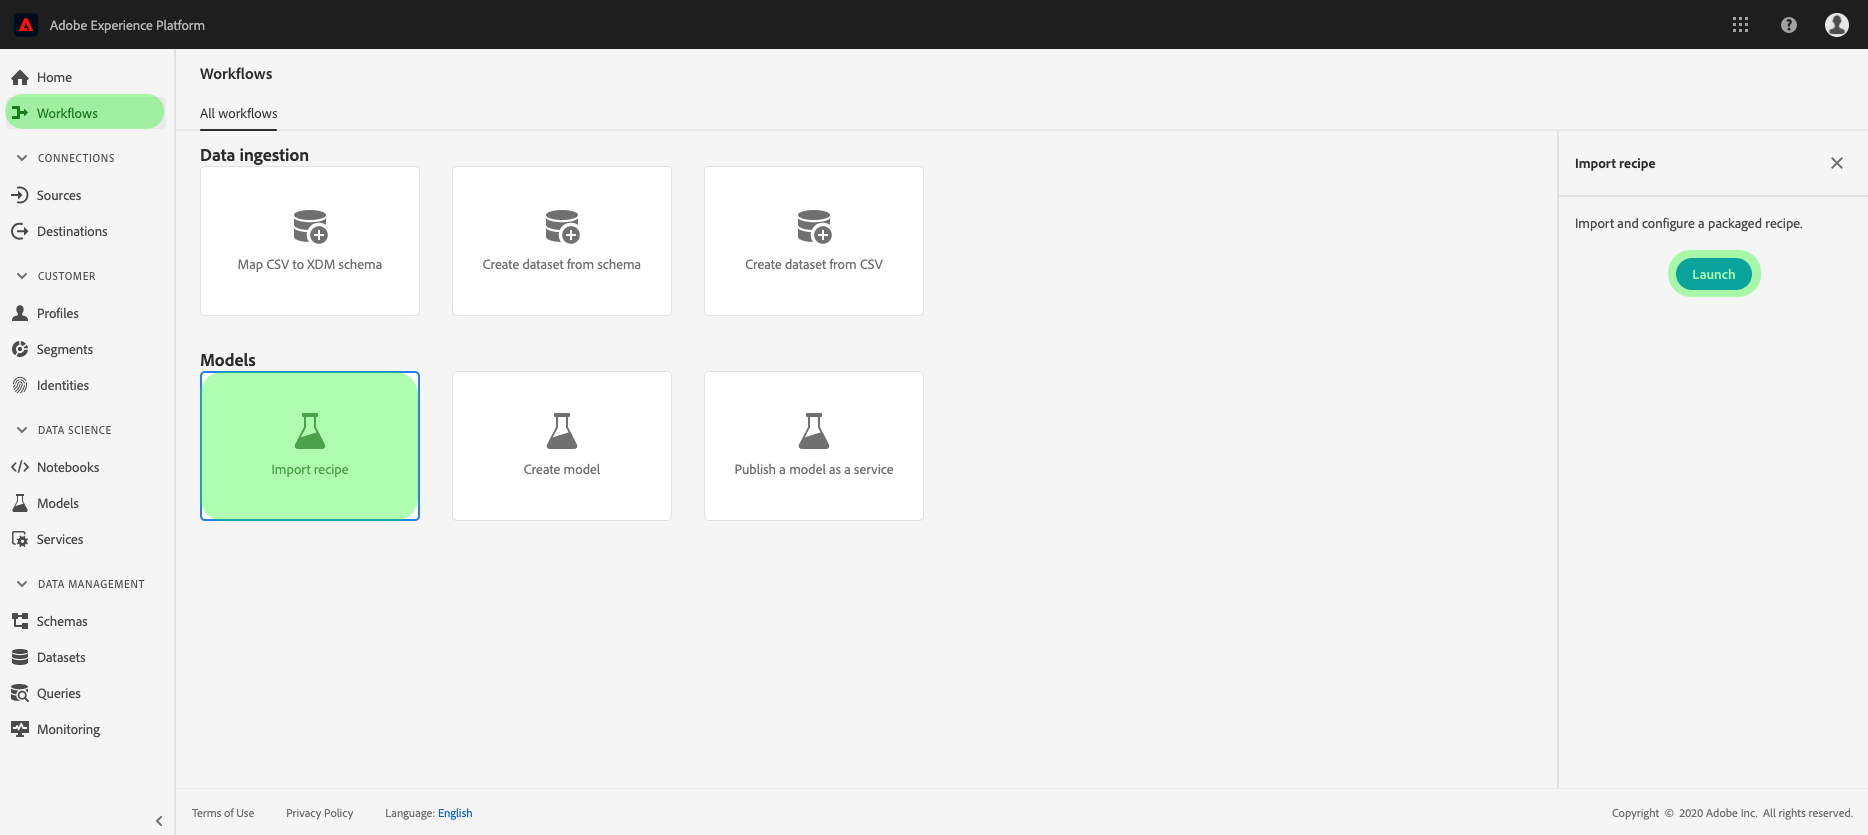 Adobe Experience Platform
Home
Workflows
CONNECTIONS
Sources
Destinations
CUSTOMER
Profiles
Segments
Identities
DATA SCIENCE
Notebooks
Models
Services
DATA MANAGEMENT
Schemas
Datasets
Queries
Monitoring
Workflows
All workflows
Data ingestion
Map CSV to XDM schema
Create dataset from schema
Create dataset from CSV
Models
Import recipe
Create model
Publish a model as a service
Import recipe
Import and configure a packaged recipe.
Launch
Terms of Use
Privacy Policy
Language: English
Copyright © 2020 Adobe Inc. All rights reserved.